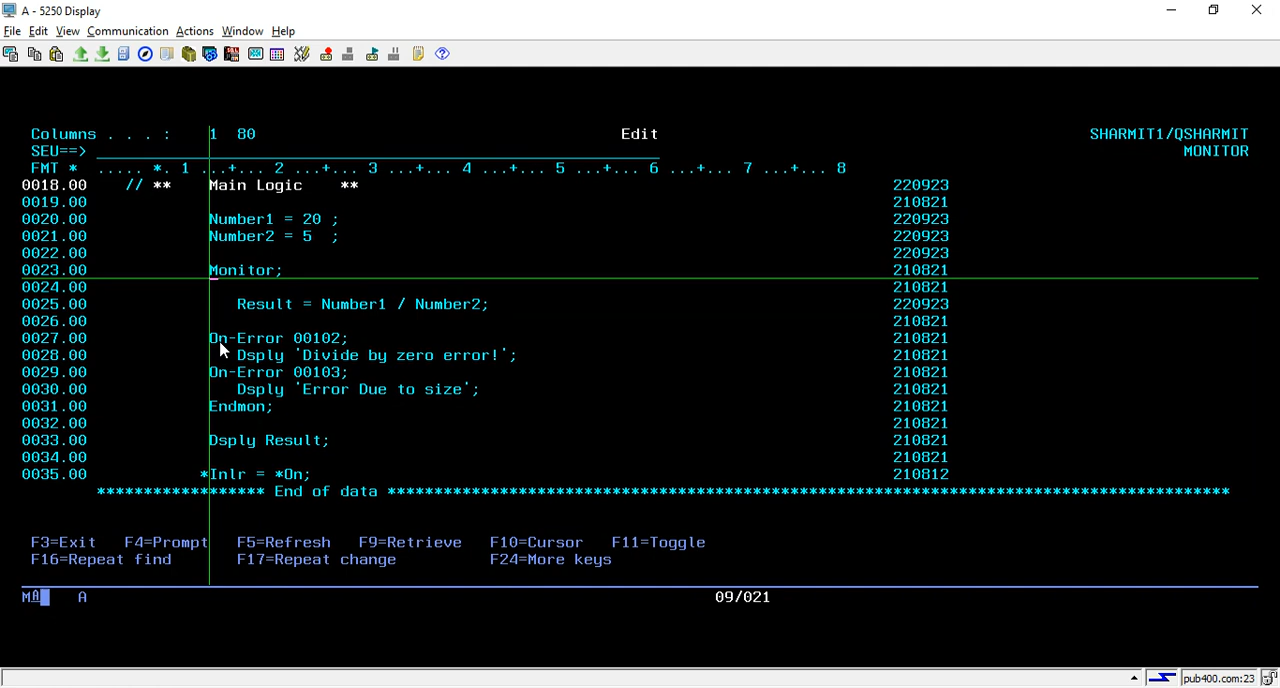 A - 5250 Display
File Edit View Communication Actions Window Help
Columns . . . : 1 80 Edit SHARMIT1/QSHARMIT
SEU==> MONITOR
FMT * ..... *. 1 ...+... 2 ...+... 3 ...+... 4 ...+... 5 ...+... 6 ...+... 7 ...+... 8
0018.00 // ** Main Logic ** 220923
0019.00 210821
0020.00 Number1 = 20 ; 220923
0021.00 Number2 = 5 ; 220923
0022.00 220923
0023.00 Monitor; 210821
0024.00 210821
0025.00 Result = Number1 / Number2; 220923
0026.00 210821
0027.00 On-Error 00102; 210821
0028.00 Dsply 'Divide by zero error!'; 210821
0029.00 On-Error 00103; 210821
0030.00 Dsply 'Error Due to size'; 210821
0031.00 Endmon; 210821
0032.00 210821
0033.00 Dsply Result; 210821
0034.00 210821
0035.00 *Inlr = *On; 210812
****************** End of data ******************************************************************************************
F3=Exit F4=Prompt F5=Refresh F9=Retrieve F10=Cursor F11=Toggle
F16=Repeat find F17=Repeat change F24=More keys
MA A 09/021
pub400.com:23